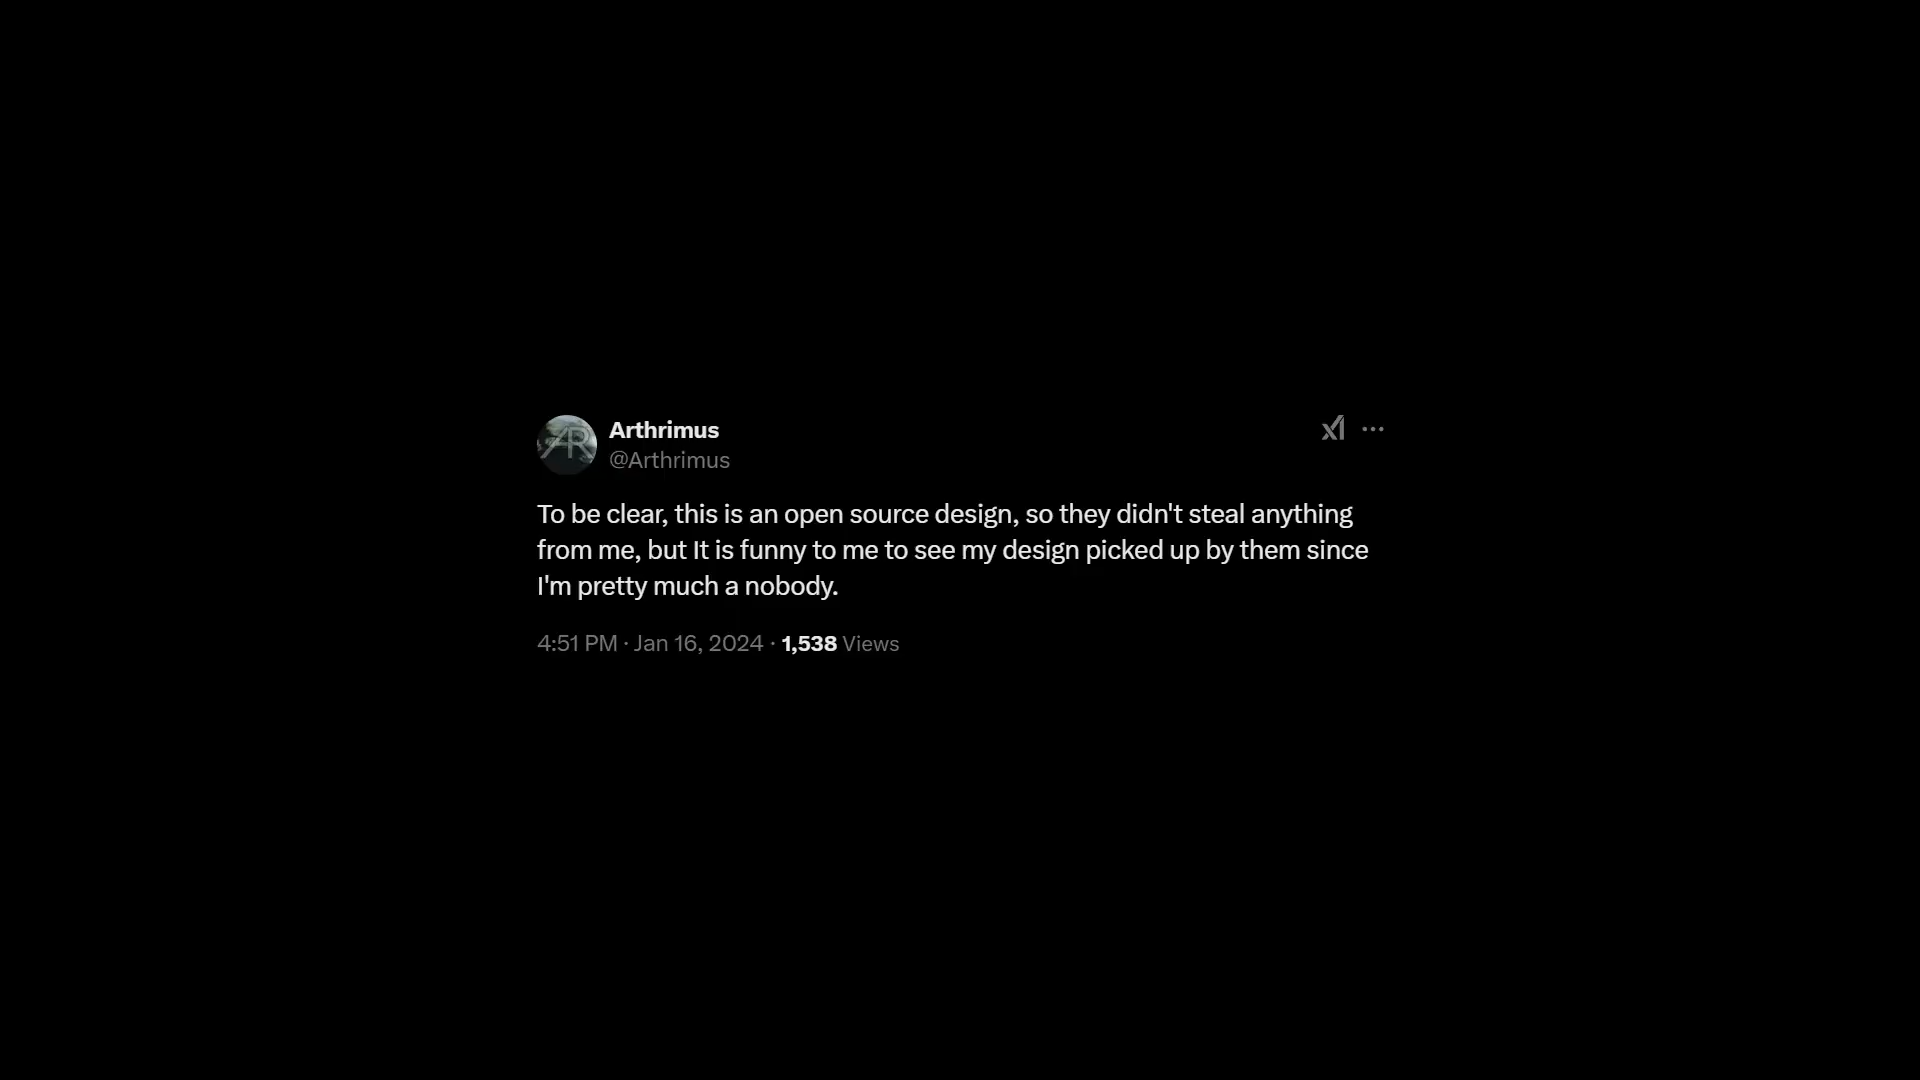 Arthrimus
@Arthrimus
To be clear, this is an open source design, so they didn't steal anything
from me, but It is funny to me to see my design picked up by them since
I'm pretty much a nobody.
4:51 PM · Jan 16, 2024 · 1,538 Views